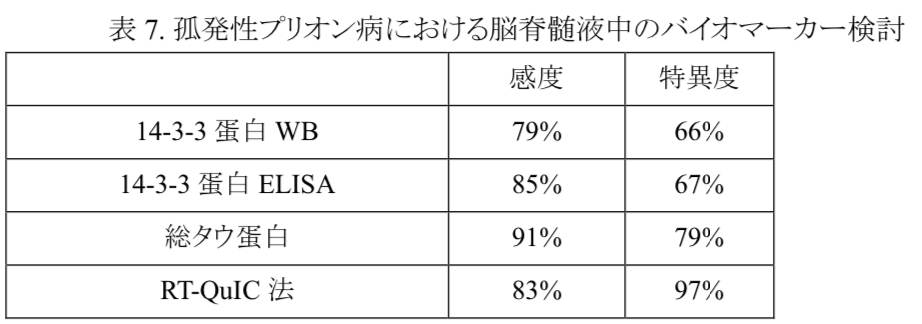 表 7. 孤発性プリオン病における脳脊髄液中のバイオマーカー検討
感度 特異度
14-3-3 蛋白 WB 79% 66%
14-3-3 蛋白 ELISA 85% 67%
総タウ蛋白 91% 79%
RT-QuIC 法 83% 97%